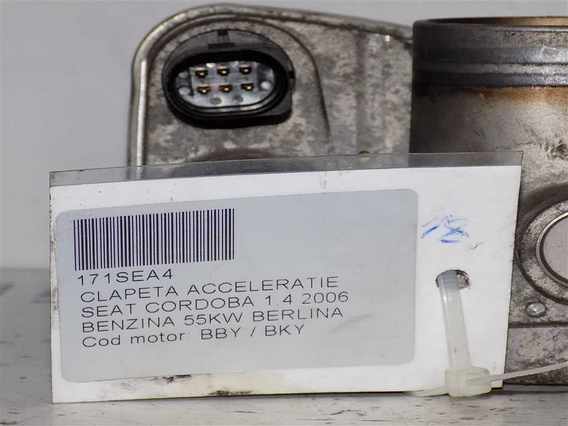 171SEA4
CLAPETA ACCELERATIE
SEAT CORDOBA 1.4 2006
BENZINA 55KW BERLINA
Cod motor: BBY / BKY